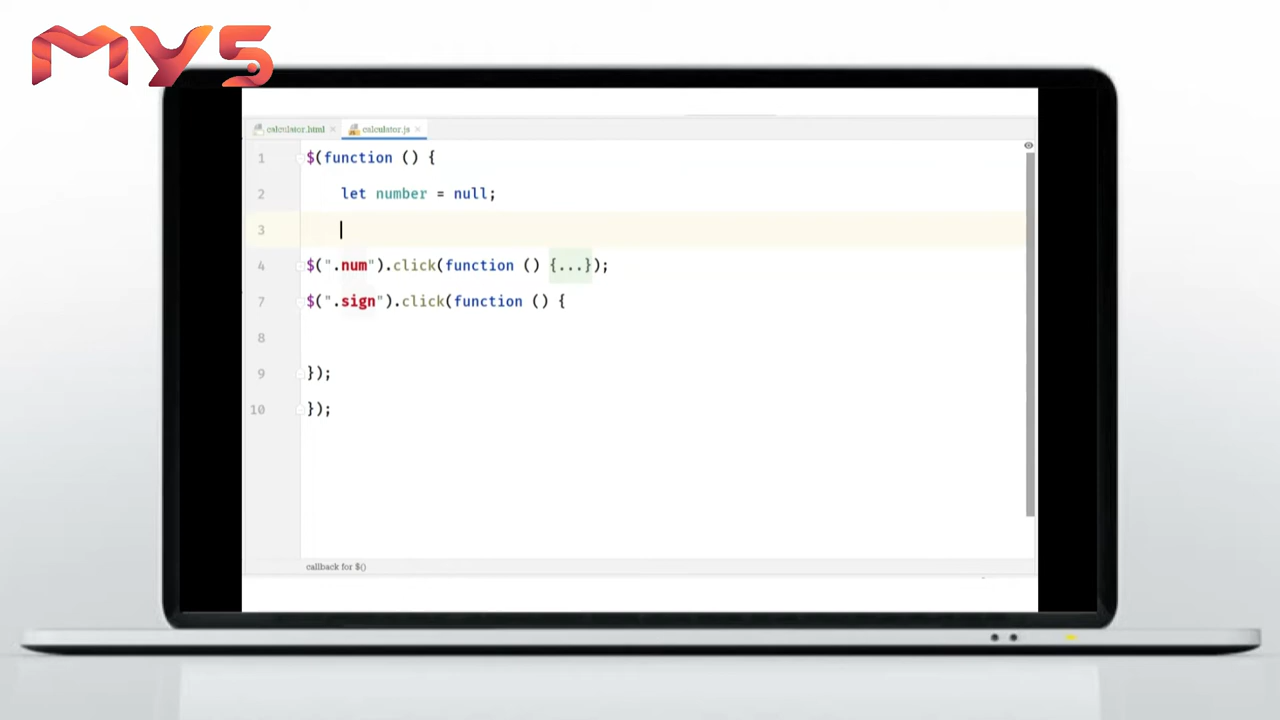 MY5
calculator.html
calculator.js
1 $(function () {
2 let number = null;
3
4 $(".num").click(function () {...});
7 $(".sign").click(function () {
8
9 });
10 });
callback for $()